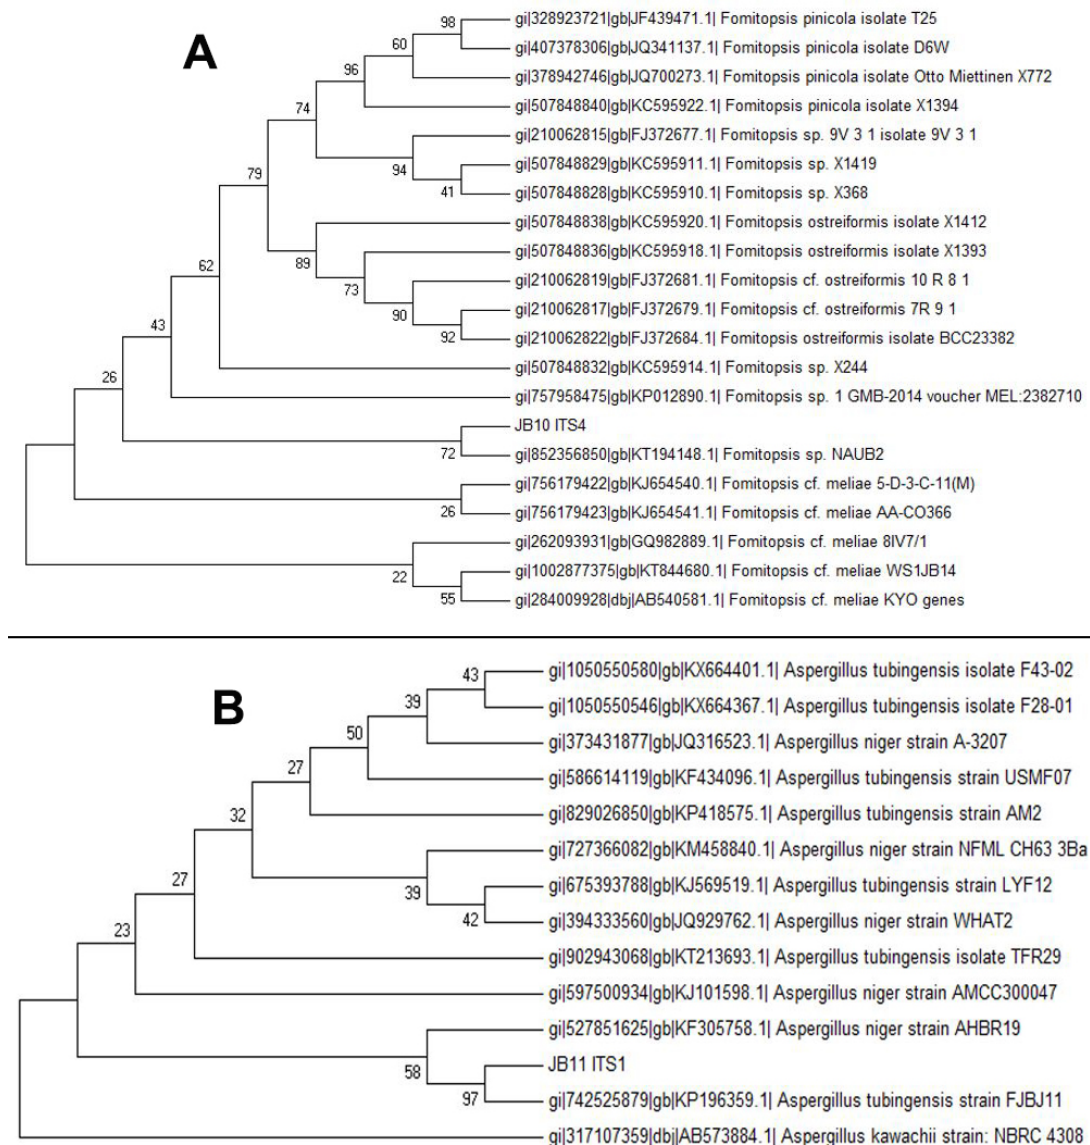 A
98
gi|328923721|gb|JF439471.1| Fomitopsis pinicola isolate T25
60
gi|407378306|gb|JQ341137.1| Fomitopsis pinicola isolate D6W
96
gi|378942746|gb|JQ700273.1| Fomitopsis pinicola isolate Otto Miettinen X772
74
gi|507848840|gb|KC595922.1| Fomitopsis pinicola isolate X1394
gi|210062815|gb|FJ372677.1| Fomitopsis sp. 9V 3 1 isolate 9V 3 1
79
94
gi|507848829|gb|KC595911.1| Fomitopsis sp. X1419
41
gi|507848828|gb|KC595910.1| Fomitopsis sp. X368
gi|507848838|gb|KC595920.1| Fomitopsis ostreiformis isolate X1412
62
89
gi|507848836|gb|KC595918.1| Fomitopsis ostreiformis isolate X1393
73
gi|210062819|gb|FJ372681.1| Fomitopsis cf. ostreiformis 10 R 8 1
90
gi|210062817|gb|FJ372679.1| Fomitopsis cf. ostreiformis 7R 9 1
43
92
gi|210062822|gb|FJ372684.1| Fomitopsis ostreiformis isolate BCC23382
gi|507848832|gb|KC595914.1| Fomitopsis sp. X244
26
gi|757958475|gb|KP012890.1| Fomitopsis sp. 1 GMB-2014 voucher MEL:2382710
JB10 ITS4
72
gi|852356850|gb|KT194148.1| Fomitopsis sp. NAUB2
gi|756179422|gb|KJ654540.1| Fomitopsis cf. meliae 5-D-3-C-11(M)
26
gi|756179423|gb|KJ654541.1| Fomitopsis cf. meliae AA-CO366
gi|262093931|gb|GQ982889.1| Fomitopsis cf. meliae 8IV7/1
22
gi|1002877375|gb|KT844680.1| Fomitopsis cf. meliae WS1JB14
55
gi|284009928|dbj|AB540581.1| Fomitopsis cf. meliae KYO genes
B
43
gi|1050550580|gb|KX664401.1| Aspergillus tubingensis isolate F43-02
39
gi|1050550546|gb|KX664367.1| Aspergillus tubingensis isolate F28-01
50
gi|373431877|gb|JQ316523.1| Aspergillus niger strain A-3207
27
gi|586614119|gb|KF434096.1| Aspergillus tubingensis strain USMF07
32
gi|829026850|gb|KP418575.1| Aspergillus tubingensis strain AM2
gi|727366082|gb|KM458840.1| Aspergillus niger strain NFML CH63 3Ba
27
39
gi|675393788|gb|KJ569519.1| Aspergillus tubingensis strain LYF12
42
gi|394333560|gb|JQ929762.1| Aspergillus niger strain WHAT2
23
gi|902943068|gb|KT213693.1| Aspergillus tubingensis isolate TFR29
gi|597500934|gb|KJ101598.1| Aspergillus niger strain AMCC300047
gi|527851625|gb|KF305758.1| Aspergillus niger strain AHBR19
58
JB11 ITS1
97
gi|742525879|gb|KP196359.1| Aspergillus tubingensis strain FJBJ11
gi|317107359|dbj|AB573884.1| Aspergillus kawachii strain: NBRC 4308